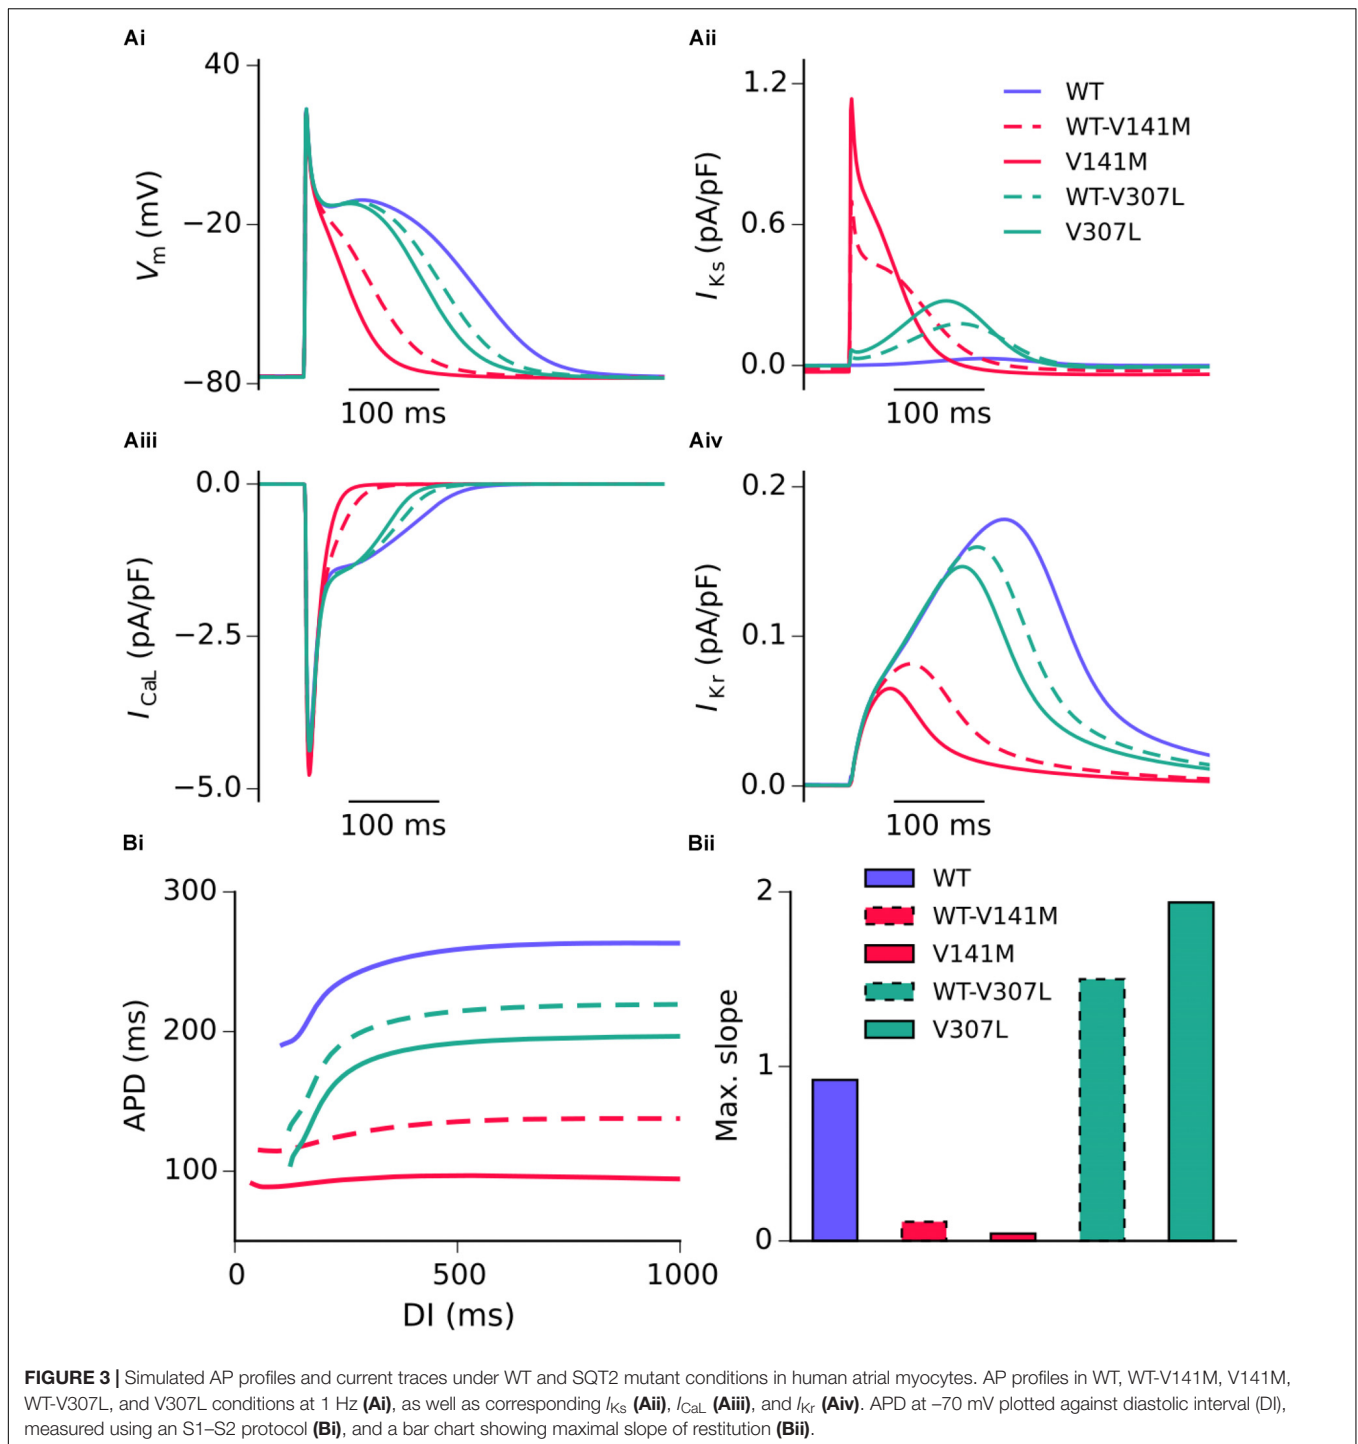 Ai
40
−20
−80
Vm (mV)
100 ms
Aii
1.2
0.6
0.0
IKs (pA/pF)
WT
WT-V141M
V141M
WT-V307L
V307L
100 ms
Aiii
0.0
−2.5
−5.0
ICaL (pA/pF)
100 ms
Aiv
0.2
0.1
0.0
IKr (pA/pF)
100 ms
Bi
300
200
100
APD (ms)
0
500
1000
DI (ms)
Bii
2
1
0
Max. slope
WT
WT-V141M
V141M
WT-V307L
V307L
FIGURE 3 | Simulated AP profiles and current traces under WT and SQT2 mutant conditions in human atrial myocytes. AP profiles in WT, WT-V141M, V141M,
WT-V307L, and V307L conditions at 1 Hz (Ai), as well as corresponding IKs (Aii), ICaL (Aiii), and IKr (Aiv). APD at –70 mV plotted against diastolic interval (DI),
measured using an S1–S2 protocol (Bi), and a bar chart showing maximal slope of restitution (Bii).